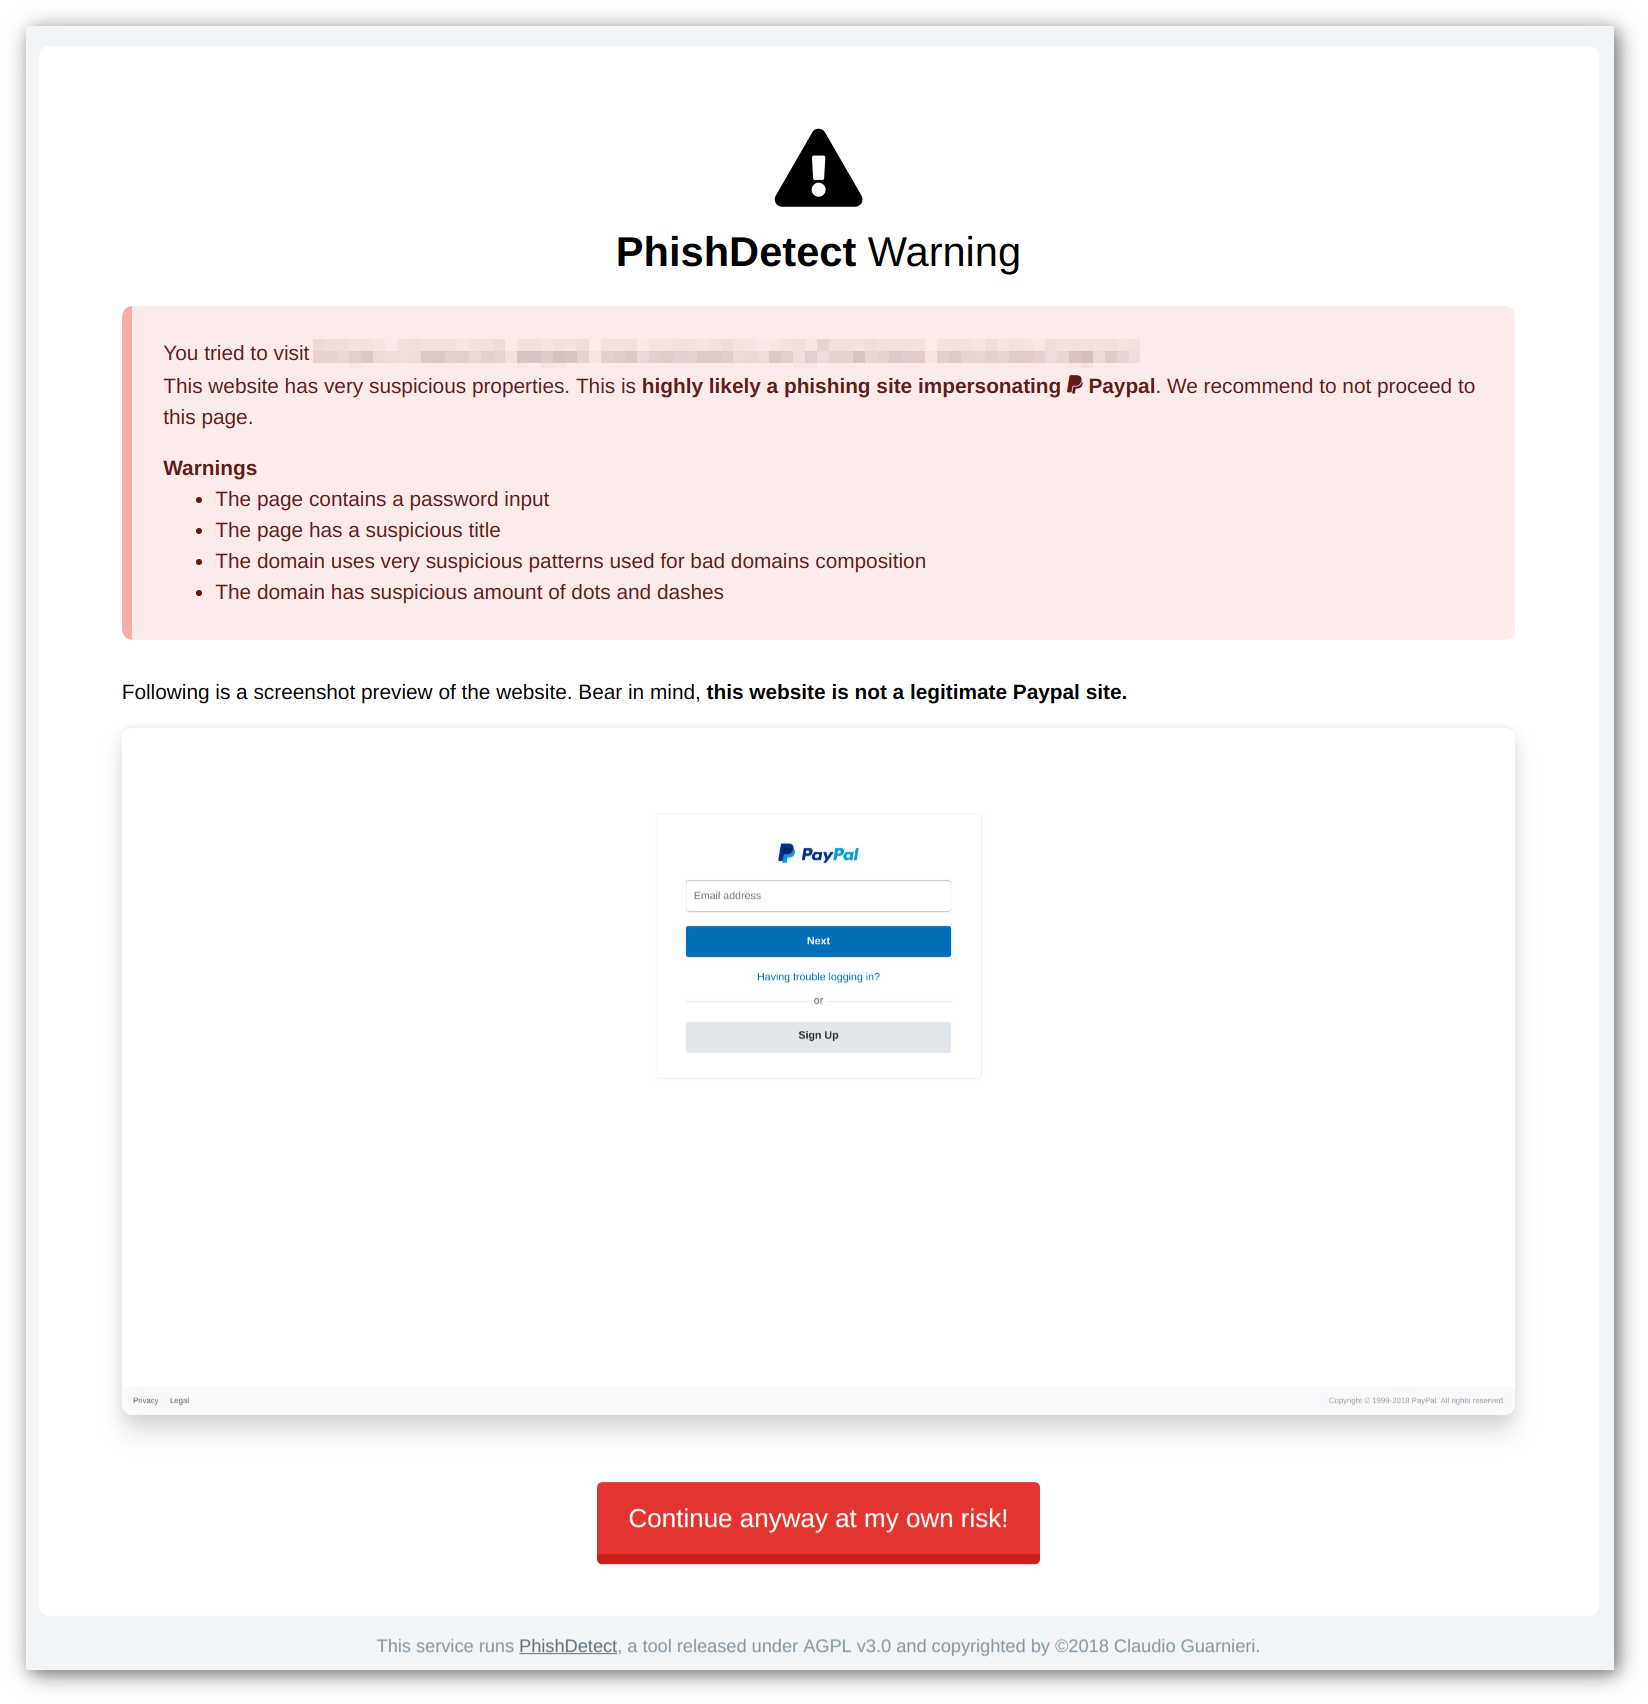 PhishDetect Warning
You tried to visit
This website has very suspicious properties. This is highly likely a phishing site impersonating Paypal. We recommend to not proceed to
this page.
Warnings
• The page contains a password input
• The page has a suspicious title
• The domain uses very suspicious patterns used for bad domains composition
• The domain has suspicious amount of dots and dashes
Following is a screenshot preview of the website. Bear in mind, this website is not a legitimate Paypal site.
PayPal
Email address
Next
Having trouble logging in?
or
Sign Up
Privacy Legal Copyright © 1999-2018 PayPal. All rights reserved.
Continue anyway at my own risk!
This service runs PhishDetect, a tool released under AGPL v3.0 and copyrighted by ©2018 Claudio Guarnieri.